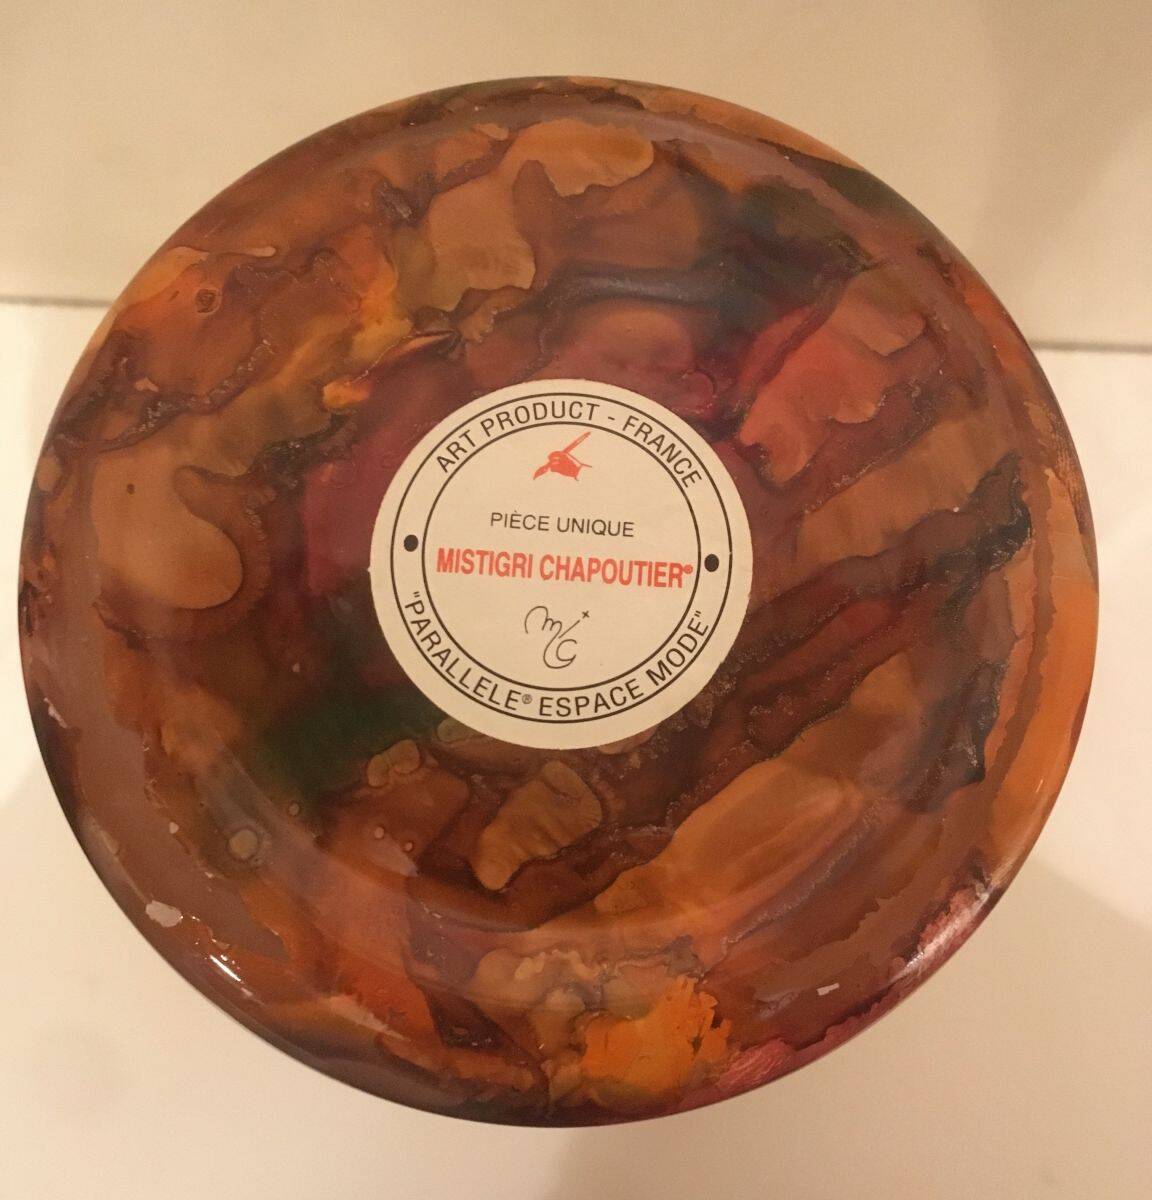 ART PRODUCT - FRANCE
PIÈCE UNIQUE
MISTIGRI CHAPOUTIER®
"PARALLELE® ESPACE MODE"